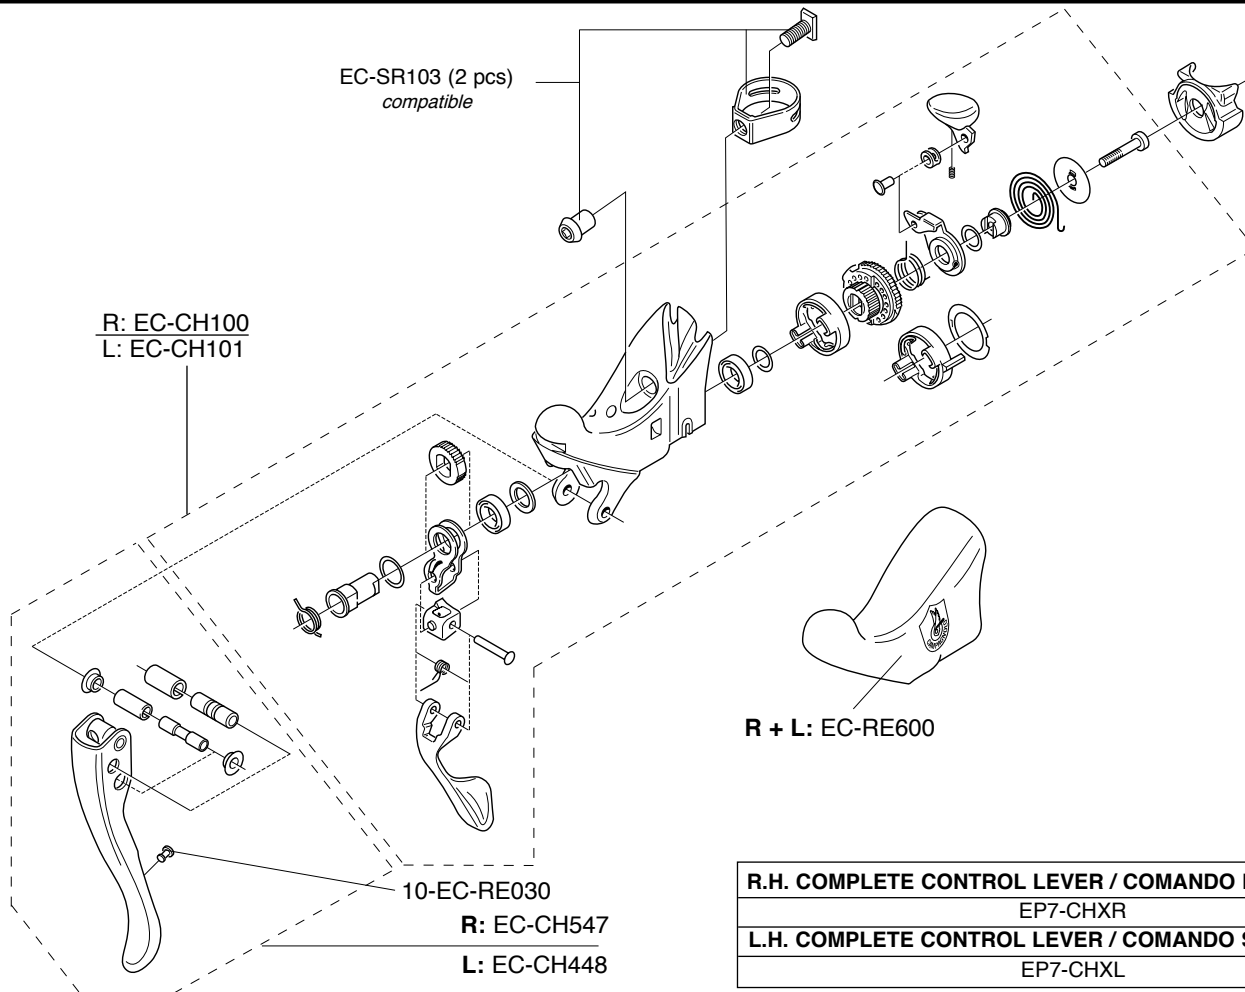 EC-SR103 (2 pcs)
compatible
R: EC-CH100
L: EC-CH101
R + L: EC-RE600
10-EC-RE030
R: EC-CH547
L: EC-CH448
R.H. COMPLETE CONTROL LEVER / COMANDO
EP7-CHXR
L.H. COMPLETE CONTROL LEVER / COMANDO
EP7-CHXL